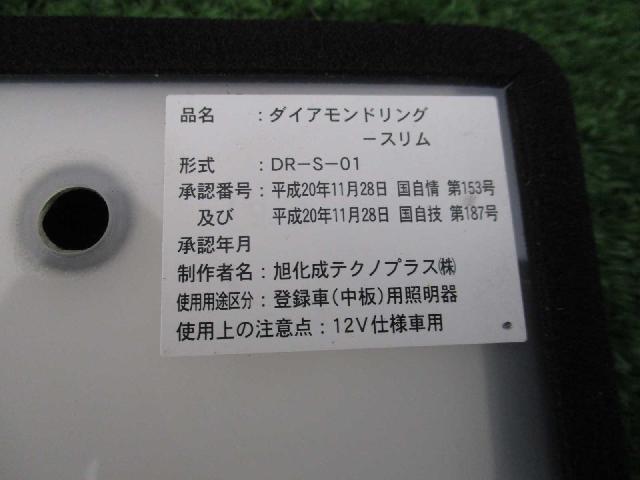 品名 : ダイアモンドリング
-スリム
形式 : DR-S-01
承認番号 : 平成20年11月28日 国自情 第153号
及び 平成20年11月28日 国自技 第187号
承認年月
制作者名 : 旭化成テクノプラス㈱
使用用途区分 : 登録車(中板)用照明器
使用上の注意点 : 12V仕様車用